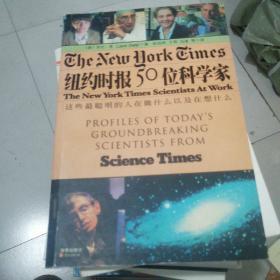 The New York Times
纽约时报50位科学家
The New York Times Scientists At Work
这些最聪明的人在做什么以及在想什么
PROFILES OF TODAY'S
GROUNDBREAKING
SCIENTISTS FROM
Science Times